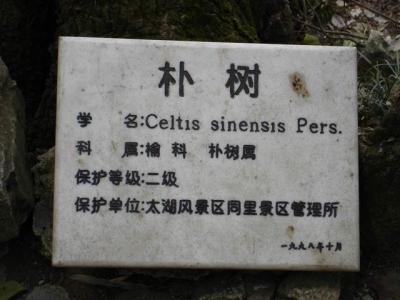 朴树
学 名:Celtis sinensis Pers.
科 属:榆科 朴树属
保护等级:二级
保护单位:太湖风景区同里景区管理所
一九九八年十月